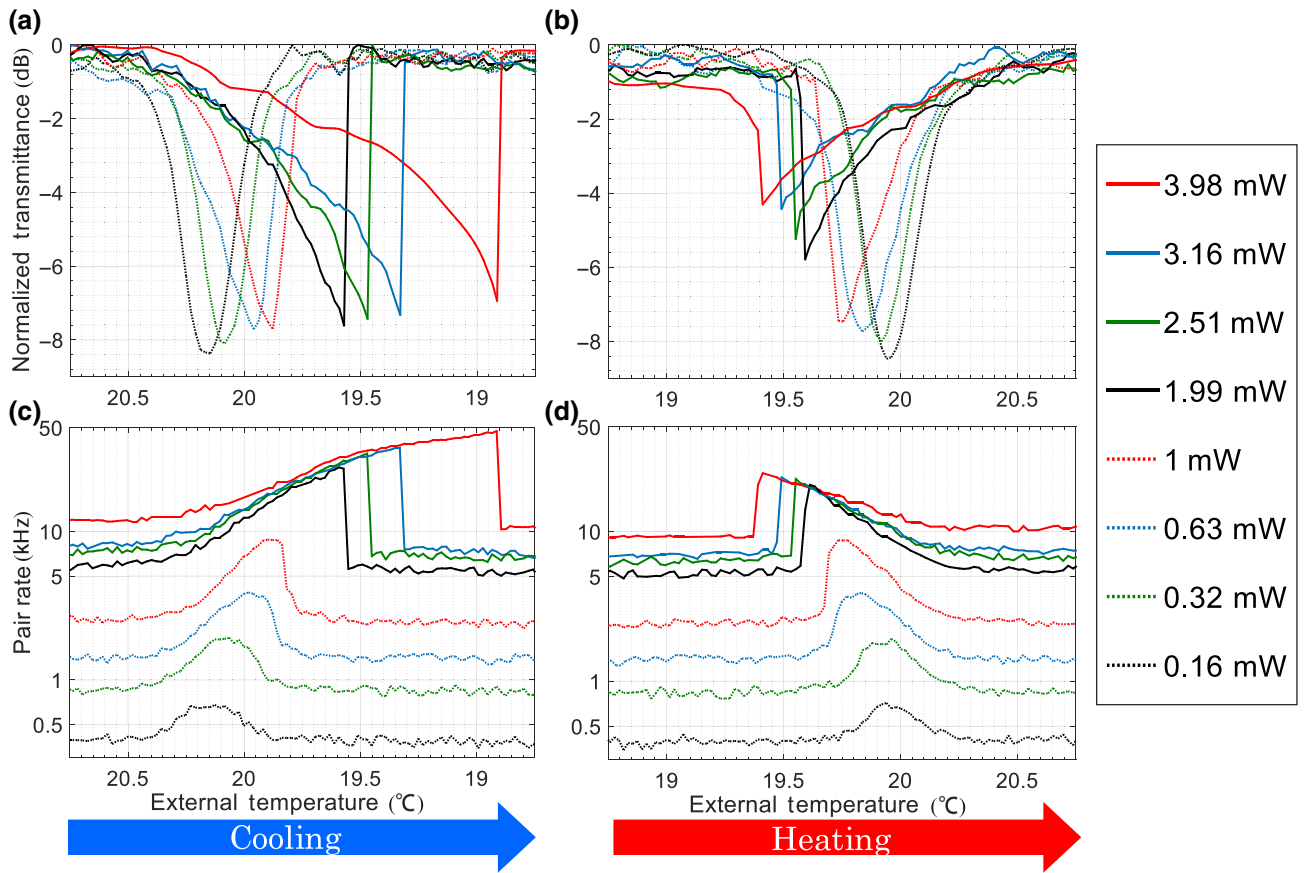 (a)
(b)
Normalized transmittance (dB)
0
−2
−4
−6
−8
20.5
20
19.5
19
0
−2
−4
−6
−8
19
19.5
20
20.5
(c)
(d)
Pair rate (kHz)
50
10
5
1
0.5
20.5
20
19.5
19
External temperature (℃)
50
10
5
1
0.5
19
19.5
20
20.5
External temperature (℃)
Cooling
Heating
3.98 mW
3.16 mW
2.51 mW
1.99 mW
1 mW
0.63 mW
0.32 mW
0.16 mW